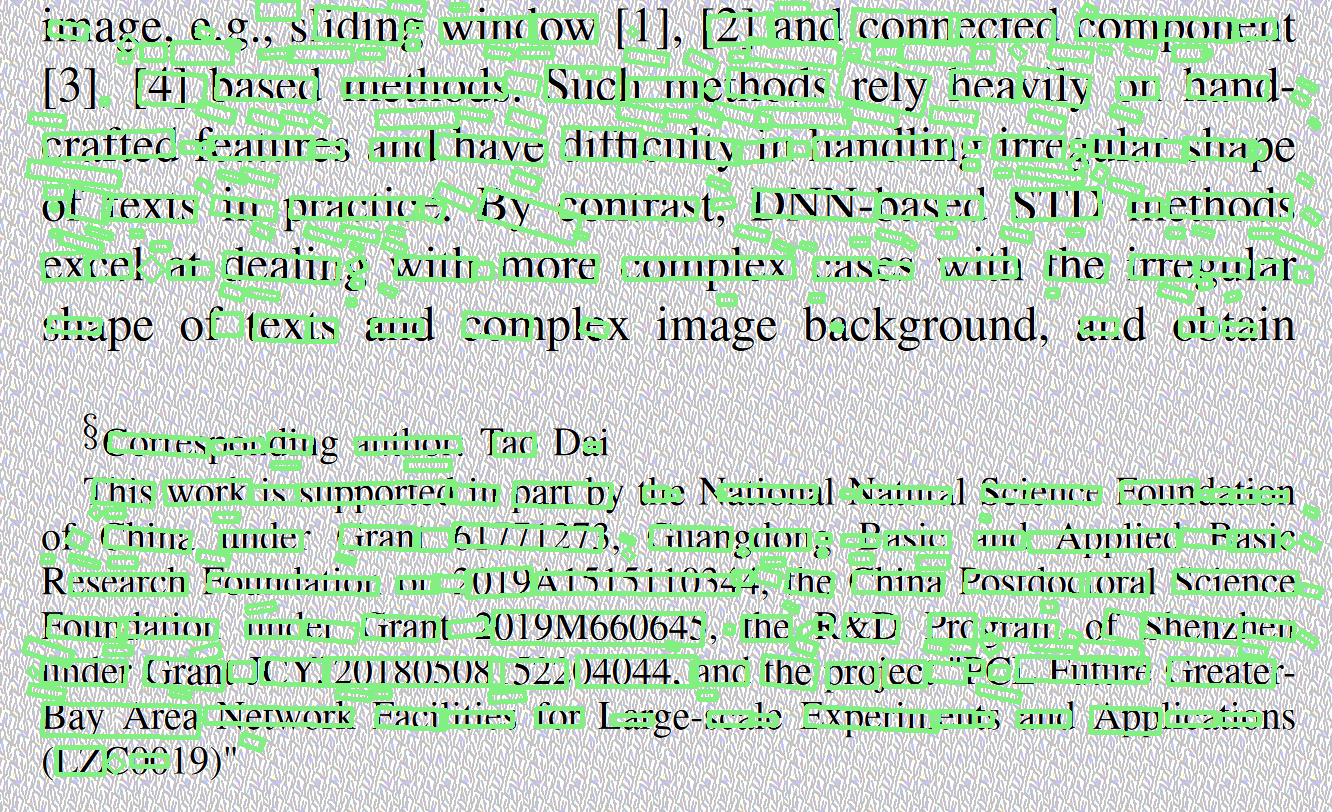 image, e.g., sliding window [1], [2] and connected component
[3], [4] based methods. Such methods rely heavily on hand-
crafted features and have difficulty in handling irregular shape
of texts in practice. By contrast, DNN-based STD methods
excel at dealing with more complex cases with the irregular
shape of texts and complex image background, and obtain
§Corresponding author: Tao Dai
This work is supported in part by the National Natural Science Foundation
of China under Grant 61771273, Guangdong Basic and Applied Basic
Research Foundation on 2019A1515110344, the China Postdoctoral Science
Foundation under Grant 2019M660645, the R&D Program of Shenzhen
under Grant JCYJ20180508152204044, and the project "PCL Future Greater-
Bay Area Network Facilities for Large-scale Experiments and Applications
(LZC0019)"